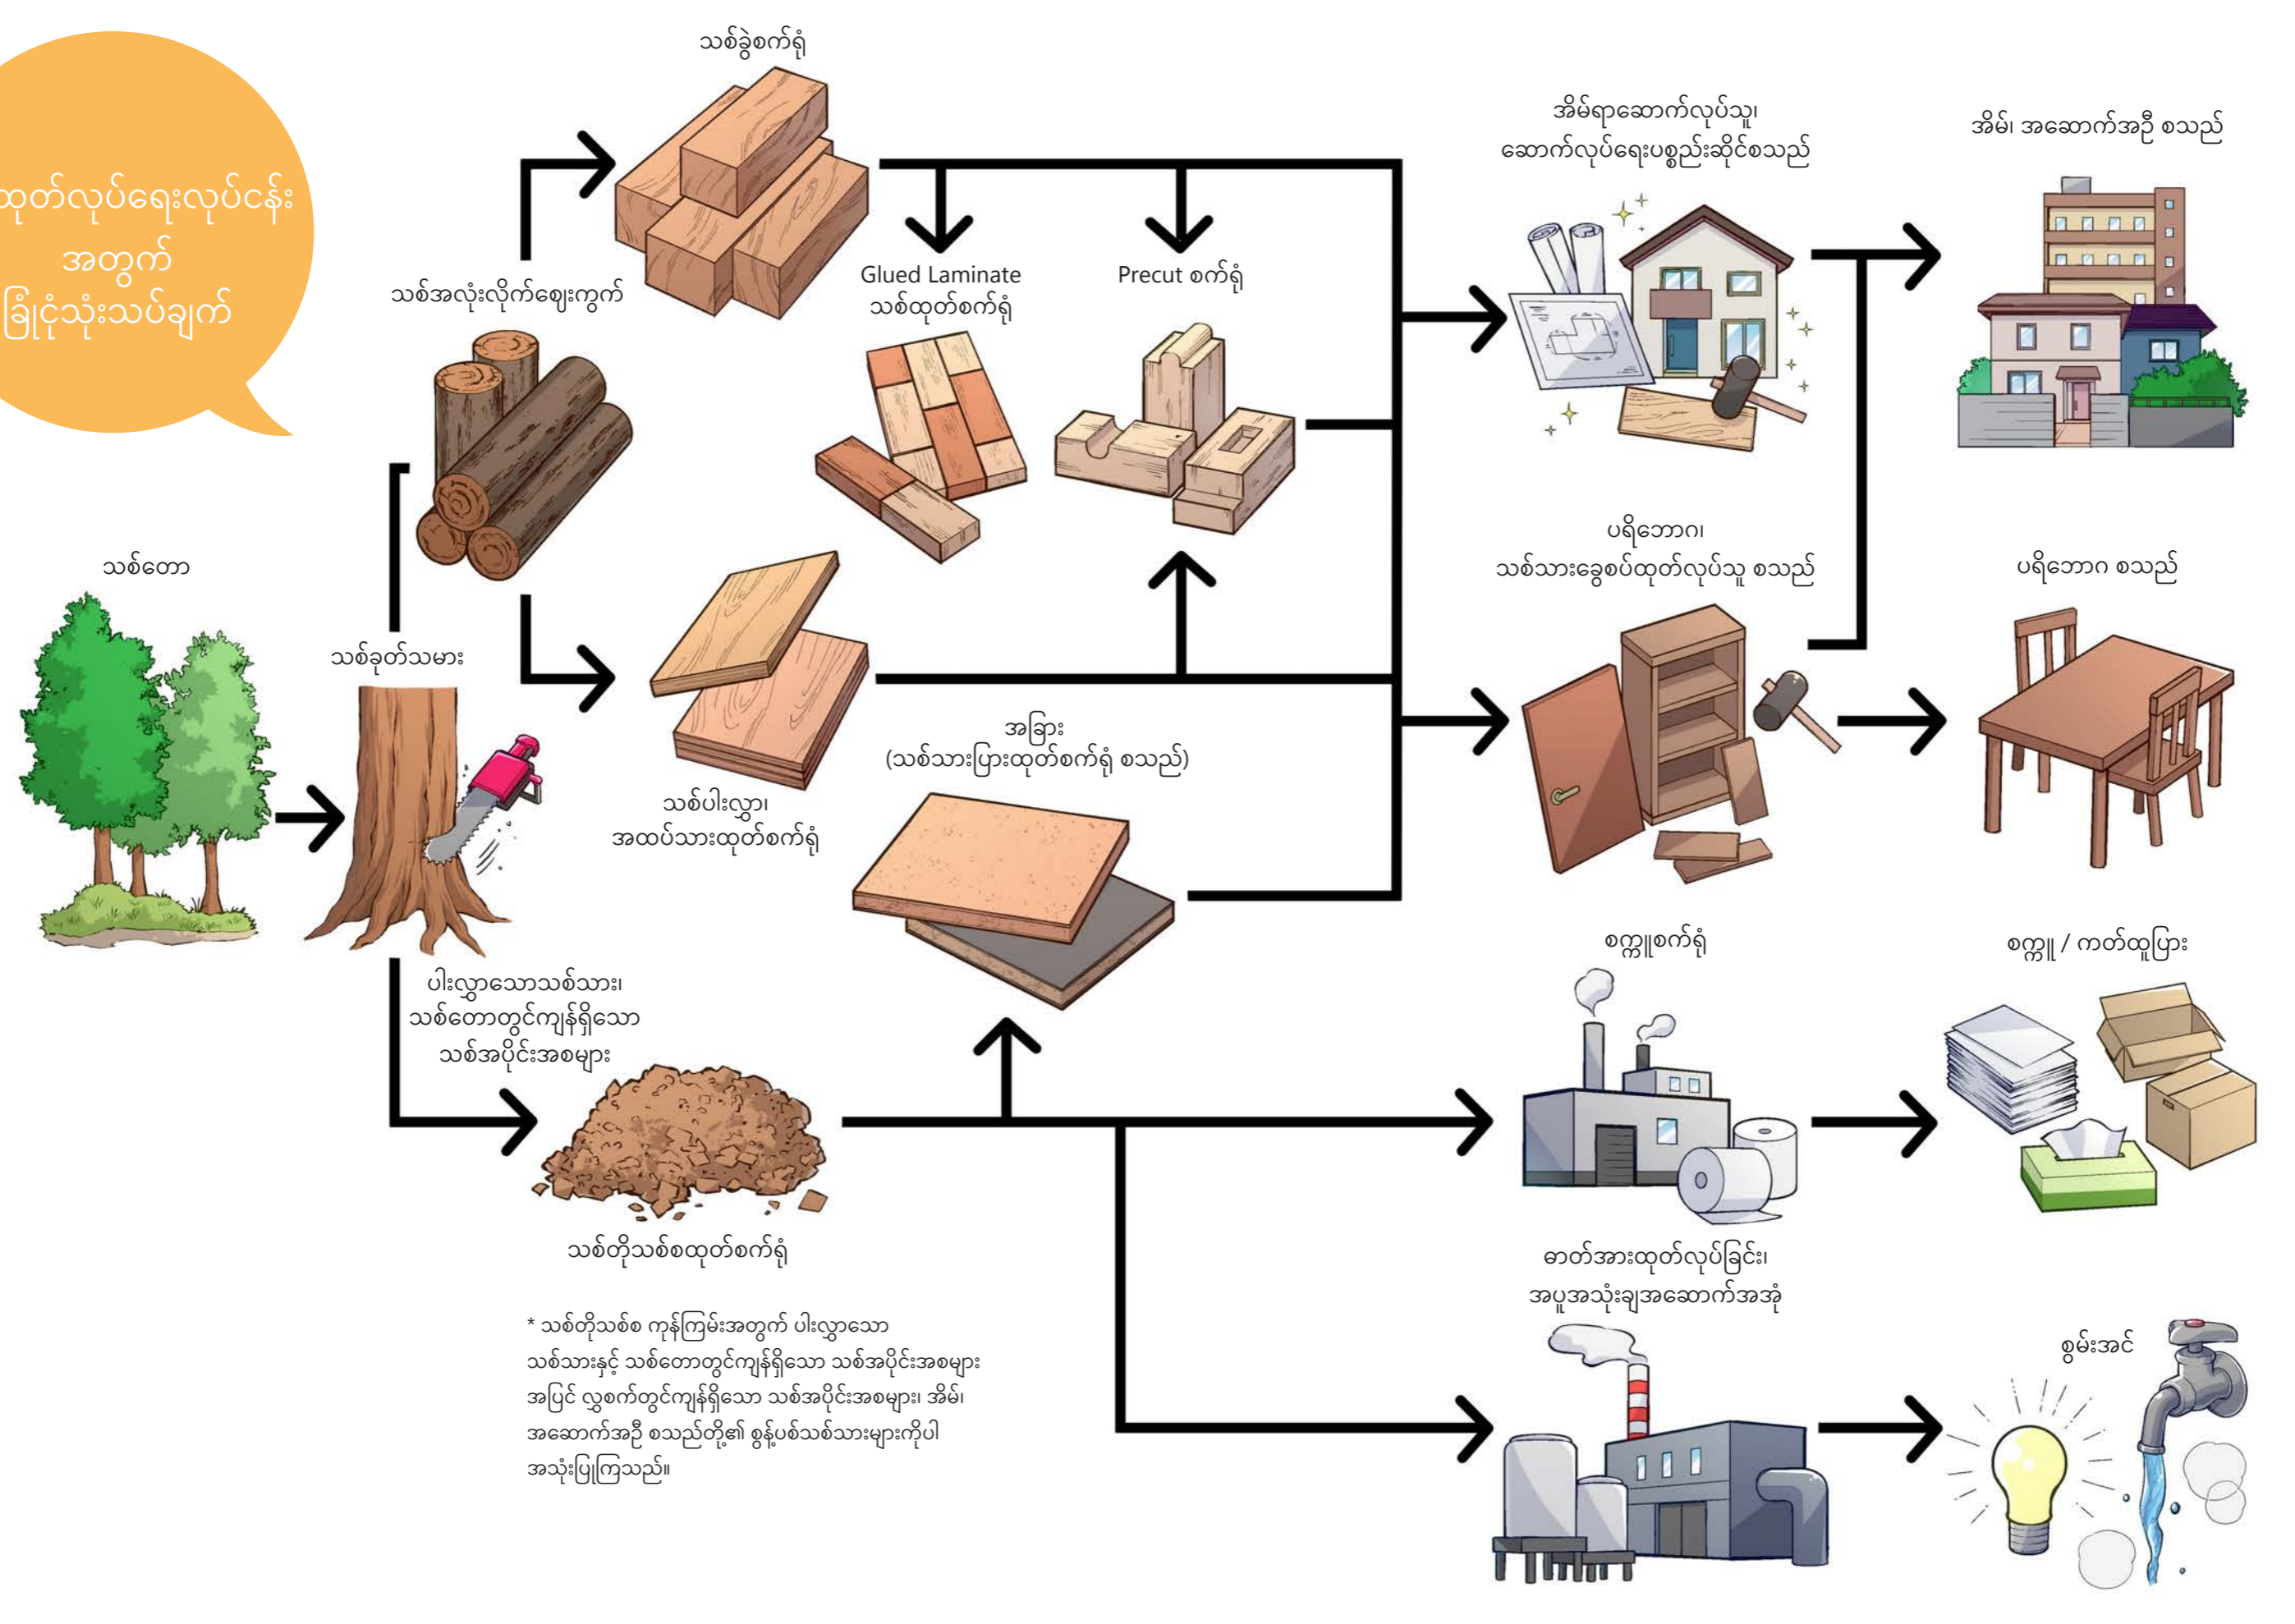 ထုတ်လုပ်ရေးလုပ်ငန်း
အတွက်
ခြုံငုံသုံးသပ်ချက်
သစ်ခွဲစက်ရုံ
သစ်အလုံးလိုက်ဈေးကွက်
Glued Laminate
သစ်ထုတ်စက်ရုံ
Precut စက်ရုံ
အိမ်ရာဆောက်လုပ်သူ၊
ဆောက်လုပ်ရေးပစ္စည်းဆိုင်စသည်
အိမ်၊ အဆောက်အဦ စသည်
သစ်တော
သစ်ခုတ်သမား
ပရိဘောဂ၊
သစ်သားခွေစပ်ထုတ်လုပ်သူ စသည်
ပရိဘောဂ စသည်
အခြား
(သစ်သားပြားထုတ်စက်ရုံ စသည်)
သစ်ပါးလွှာ၊
အထပ်သားထုတ်စက်ရုံ
ပါးလွှာသောသစ်သား၊
သစ်တောတွင်ကျန်ရှိသော
သစ်အပိုင်းအစများ
စက္ကူစက်ရုံ
စက္ကူ / ကတ်ထူပြား
သစ်တိုသစ်စထုတ်စက်ရုံ
ဓာတ်အားထုတ်လုပ်ခြင်း၊
အပူအသုံးချအဆောက်အအုံ
စွမ်းအင်
* သစ်တိုသစ်စ ကုန်ကြမ်းအတွက် ပါးလွှာသော
သစ်သားနှင့် သစ်တောတွင်ကျန်ရှိသော သစ်အပိုင်းအစများ
အပြင် လွှစက်တွင်ကျန်ရှိသော သစ်အပိုင်းအစများ၊ အိမ်၊
အဆောက်အဦ စသည်တို့၏ စွန့်ပစ်သစ်သားများကိုပါ
အသုံးပြုကြသည်။